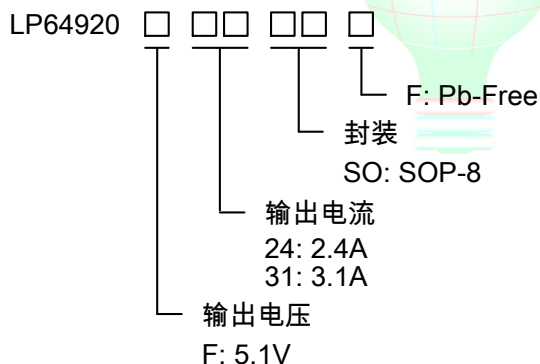 LP64920 □ □□ □□ □
F: Pb-Free
封装
SO: SOP-8
输出电流
24: 2.4A
31: 3.1A
输出电压
F: 5.1V